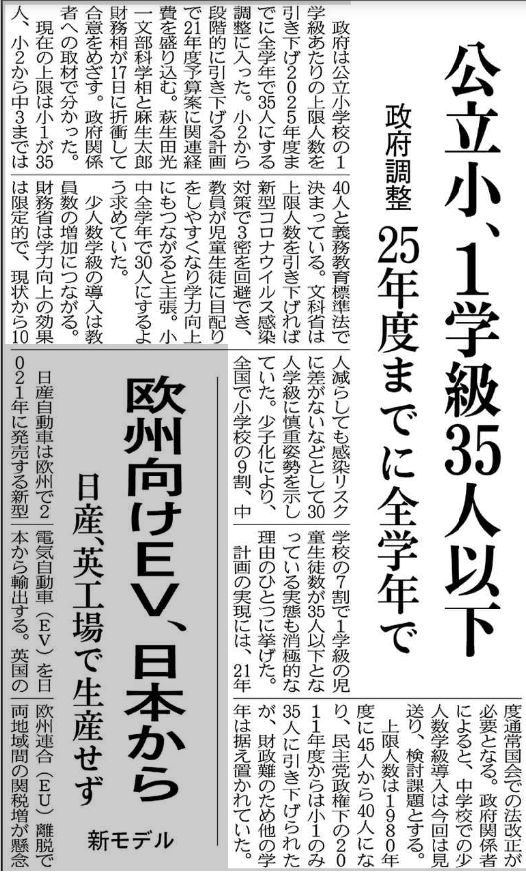 公立小、1学級35人以下
政府調整 25年度までに全学年で
　政府は公立小学校の1
学級あたりの上限人数を
引き下げ2025年度ま
でに全学年で35人にする
調整に入った。小2から
段階的に引き下げる計画
で21年度予算案に関連経
費を盛り込む。萩生田光
一文部科学相と麻生太郎
財務相が17日に折衝して
合意をめざす。政府関係
者への取材で分かった。
　現在の上限は小1が35
人、小2から中3までは
40人と義務教育標準法で
決まっている。文科省は
上限人数を引き下げれば
新型コロナウイルス感染
対策で3密を回避でき、
教員が児童生徒に目配り
をしやすくなり学力向上
にもつながると主張。小
中全学年で30人にするよ
う求めていた。
　少人数学級の導入は教
員数の増加につながる。
財務省は学力向上の効果
は限定的で、現状から10
人減らしても感染リスク
に差がないなどとして30
人学級に慎重姿勢を示し
ていた。少子化により、
全国で小学校の9割、中
学校の7割で1学級の児
童生徒数が35人以下とな
っている実態も消極的な
理由のひとつに挙げた。
　計画の実現には、21年
度通常国会での法改正が
必要となる。政府関係者
によると、中学校での少
人数学級導入は今回は見
送り、検討課題とする。
　上限人数は1980年
度に45人から40人にな
り、民主党政権下の20
11年度からは小1のみ
35人に引き下げられた
が、財政難のため他の学
年は据え置かれていた。
欧州向けEV、日本から
日産、英工場で生産せず
新モデル
　日産自動車は欧州で2
021年に発売する新型
電気自動車（EV）を日
本から輸出する。英国の
欧州連合（EU）離脱で
両地域間の関税増が懸念